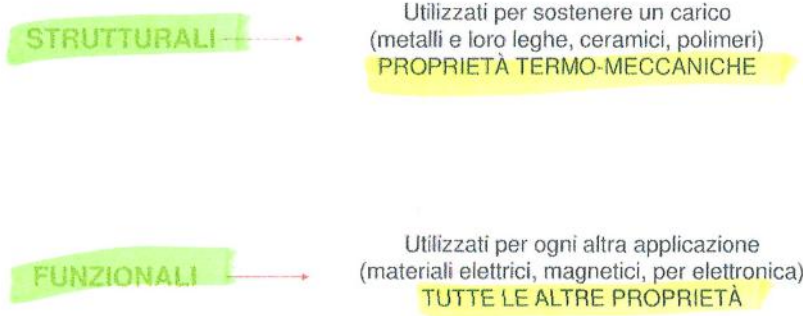 STRUTTURALI
Utilizzati per sostenere un carico
(metalli e loro leghe, ceramici, polimeri)
PROPRIETÀ TERMO-MECCANICHE
FUNZIONALI
Utilizzati per ogni altra applicazione
(materiali elettrici, magnetici, per elettronica)
TUTTE LE ALTRE PROPRIETÀ